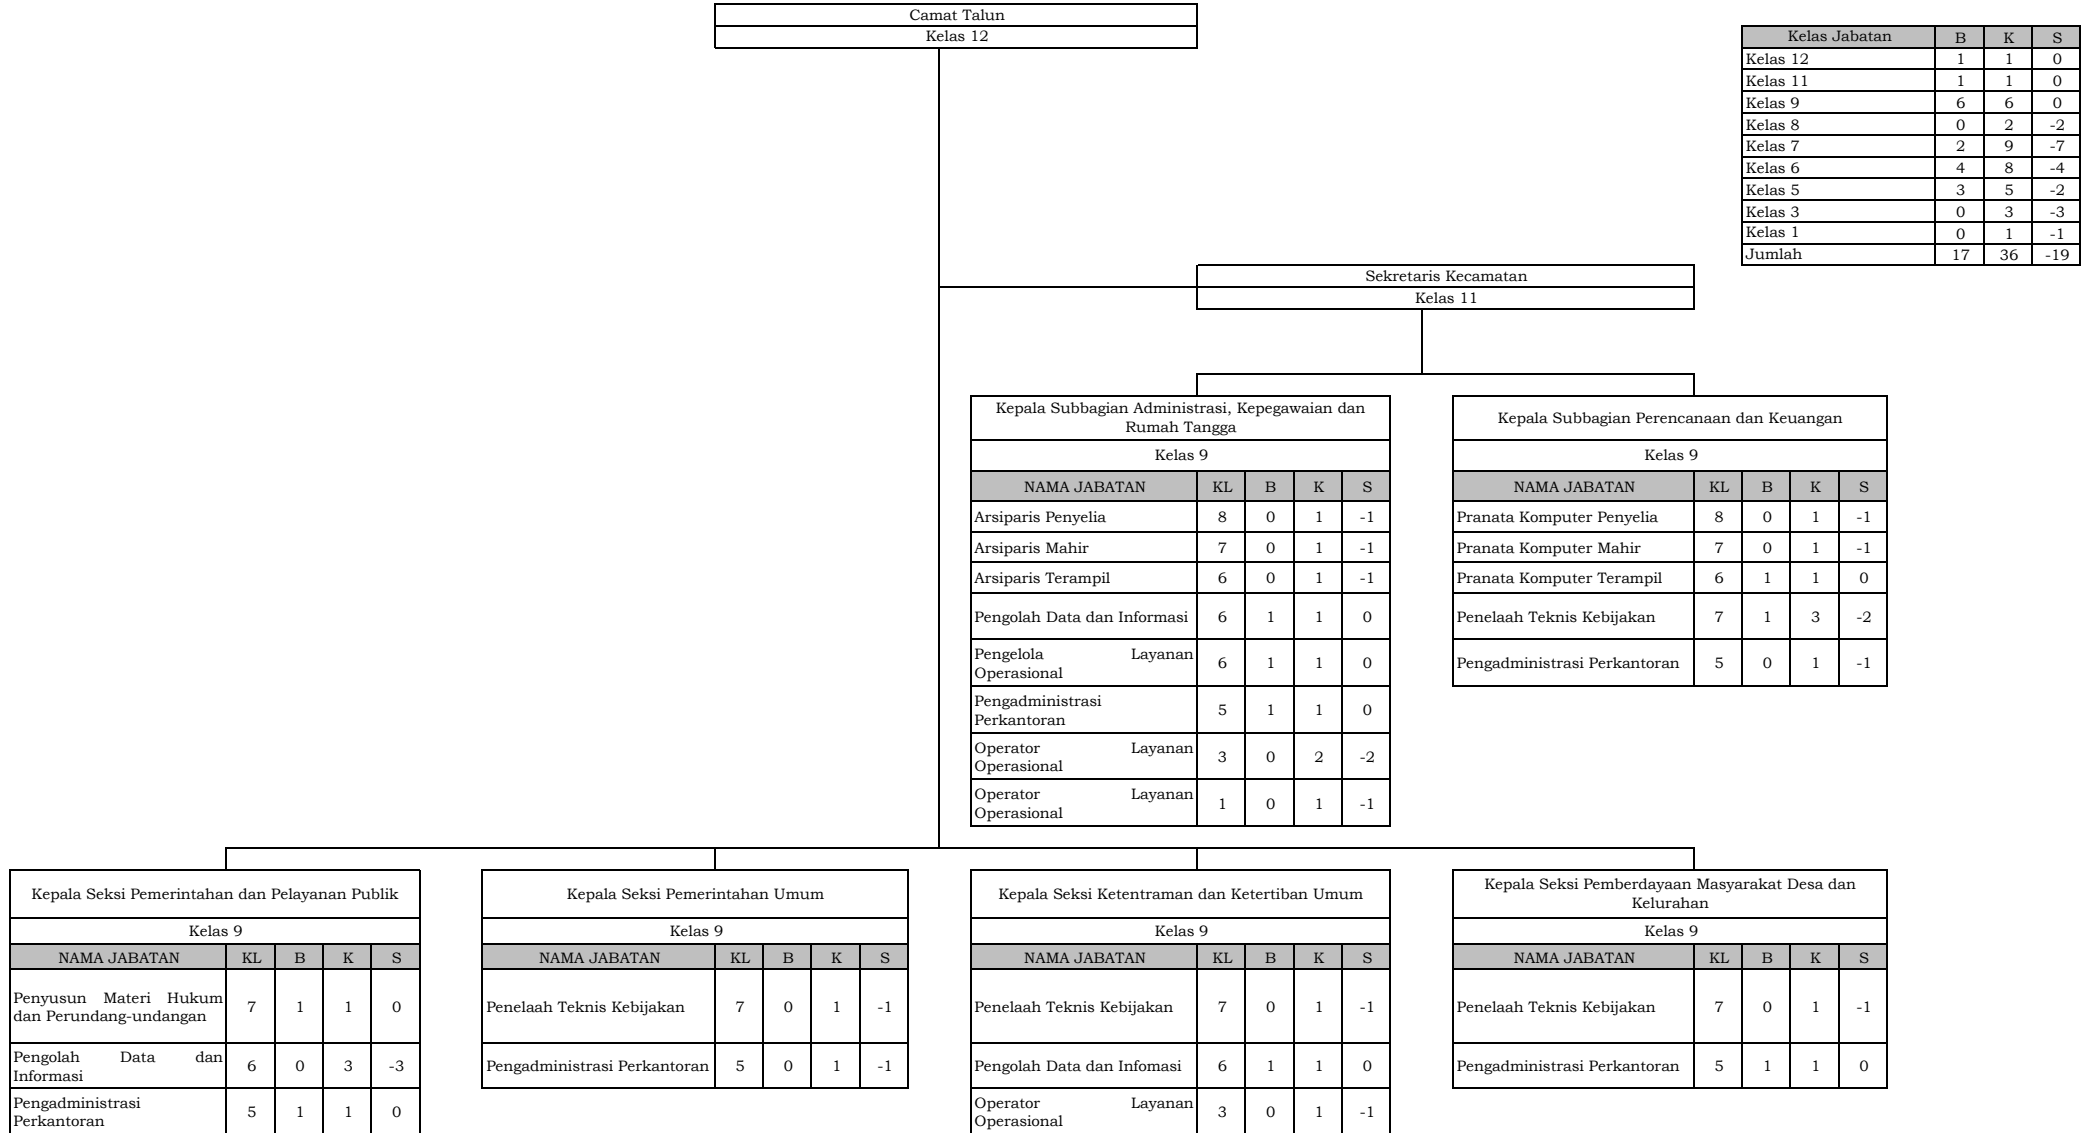 Camat Talun
Kelas 12
Kelas Jabatan B K S
Kelas 12 1 1 0
Kelas 11 1 1 0
Kelas 9 6 6 0
Kelas 8 0 2 -2
Kelas 7 2 9 -7
Kelas 6 4 8 -4
Kelas 5 3 5 -2
Kelas 3 0 3 -3
Kelas 1 0 1 -1
Jumlah 17 36 -19
Sekretaris Kecamatan
Kelas 11
Kepala Subbagian Administrasi, Kepegawaian dan
Rumah Tangga
Kelas 9
NAMA JABATAN KL B K S
Arsiparis Penyelia 8 0 1 -1
Arsiparis Mahir 7 0 1 -1
Arsiparis Terampil 6 0 1 -1
Pengolah Data dan Informasi 6 1 1 0
Pengelola Layanan
Operasional 6 1 1 0
Pengadministrasi
Perkantoran 5 1 1 0
Operator Layanan
Operasional 3 0 2 -2
Operator Layanan
Operasional 1 0 1 -1
Kepala Subbagian Perencanaan dan Keuangan
Kelas 9
NAMA JABATAN KL B K S
Pranata Komputer Penyelia 8 0 1 -1
Pranata Komputer Mahir 7 0 1 -1
Pranata Komputer Terampil 6 1 1 0
Penelaah Teknis Kebijakan 7 1 3 -2
Pengadministrasi Perkantoran 5 0 1 -1
Kepala Seksi Pemerintahan dan Pelayanan Publik
Kelas 9
NAMA JABATAN KL B K S
Penyusun Materi Hukum
dan Perundang-undangan 7 1 1 0
Pengolah Data dan
Informasi 6 0 3 -3
Pengadministrasi
Perkantoran 5 1 1 0
Kepala Seksi Pemerintahan Umum
Kelas 9
NAMA JABATAN KL B K S
Penelaah Teknis Kebijakan 7 0 1 -1
Pengadministrasi Perkantoran 5 0 1 -1
Kepala Seksi Ketentraman dan Ketertiban Umum
Kelas 9
NAMA JABATAN KL B K S
Penelaah Teknis Kebijakan 7 0 1 -1
Pengolah Data dan Infomasi 6 1 1 0
Operator Layanan
Operasional 3 0 1 -1
Kepala Seksi Pemberdayaan Masyarakat Desa dan
Kelurahan
Kelas 9
NAMA JABATAN KL B K S
Penelaah Teknis Kebijakan 7 0 1 -1
Pengadministrasi Perkantoran 5 1 1 0